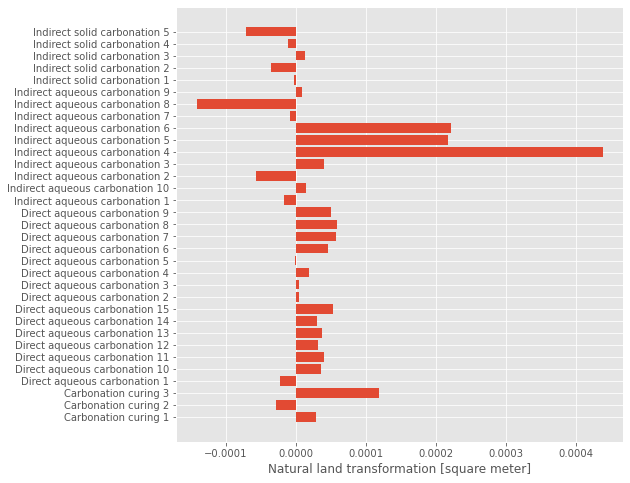 Indirect solid carbonation 5
Indirect solid carbonation 4
Indirect solid carbonation 3
Indirect solid carbonation 2
Indirect solid carbonation 1
Indirect aqueous carbonation 9
Indirect aqueous carbonation 8
Indirect aqueous carbonation 7
Indirect aqueous carbonation 6
Indirect aqueous carbonation 5
Indirect aqueous carbonation 4
Indirect aqueous carbonation 3
Indirect aqueous carbonation 2
Indirect aqueous carbonation 10
Indirect aqueous carbonation 1
Direct aqueous carbonation 9
Direct aqueous carbonation 8
Direct aqueous carbonation 7
Direct aqueous carbonation 6
Direct aqueous carbonation 5
Direct aqueous carbonation 4
Direct aqueous carbonation 3
Direct aqueous carbonation 2
Direct aqueous carbonation 15
Direct aqueous carbonation 14
Direct aqueous carbonation 13
Direct aqueous carbonation 12
Direct aqueous carbonation 11
Direct aqueous carbonation 10
Direct aqueous carbonation 1
Carbonation curing 3
Carbonation curing 2
Carbonation curing 1
−0.0001 0.0000 0.0001 0.0002 0.0003 0.0004
Natural land transformation [square meter]